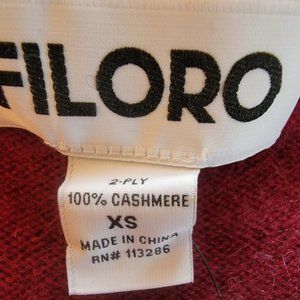 FILORO
2-PLY
100% CASHMERE
XS
MADE IN CHINA
RN# 113286